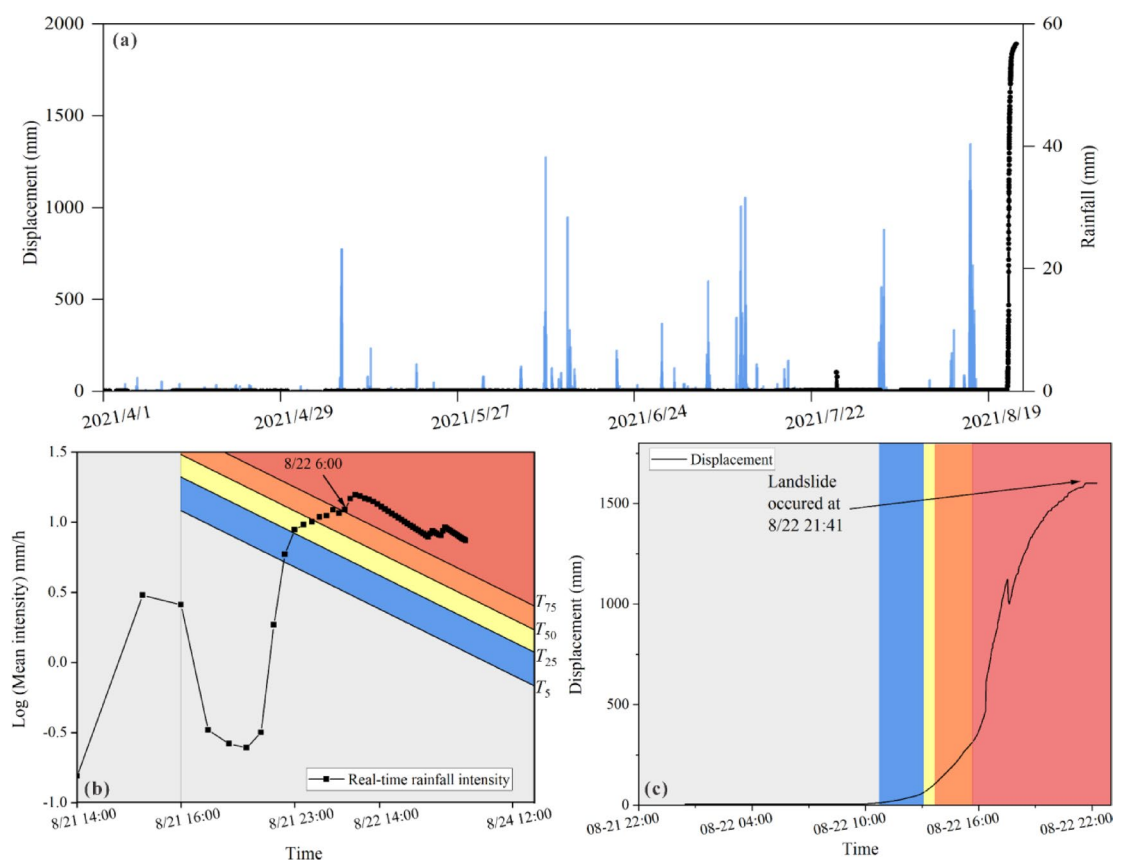 (a)
2000
1500
1000
500
0
Displacement (mm)
60
40
20
0
Rainfall (mm)
2021/4/1
2021/4/29
2021/5/27
2021/6/24
2021/7/22
2021/8/19
1.5
1.0
0.5
0.0
-0.5
-1.0
Log (Mean intensity) mm/h
8/22 6:00
T75
T50
T25
T5
(b)
Real-time rainfall intensity
8/21 14:00
8/21 16:00
8/21 23:00
8/22 14:00
8/24 12:00
Time
Displacement
Landslide
occured at
8/22 21:41
1500
1000
500
0
Displacement (mm)
(c)
08-21 22:00
08-22 04:00
08-22 10:00
08-22 16:00
08-22 22:00
Time